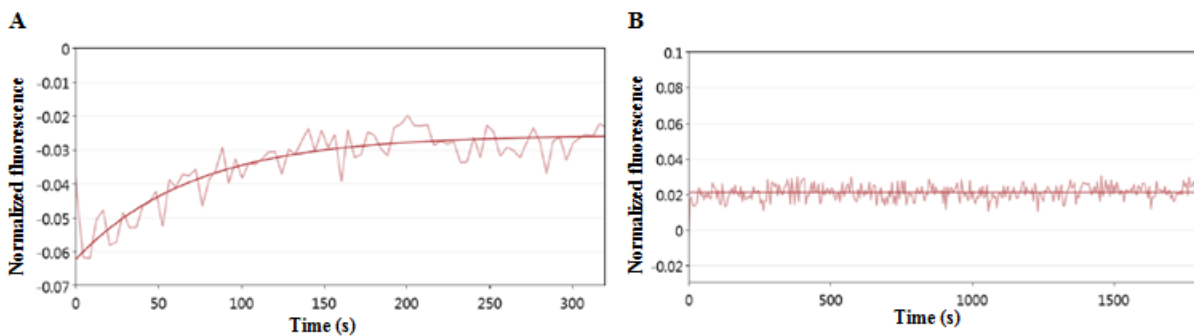 A
B
Normalized fluorescence
0
-0.01
-0.02
-0.03
-0.04
-0.05
-0.06
-0.07
0 50 100 150 200 250 300
Time (s)
Normalized fluorescence
0.1
0.08
0.06
0.04
0.02
0
-0.02
0 500 1000 1500
Time (s)